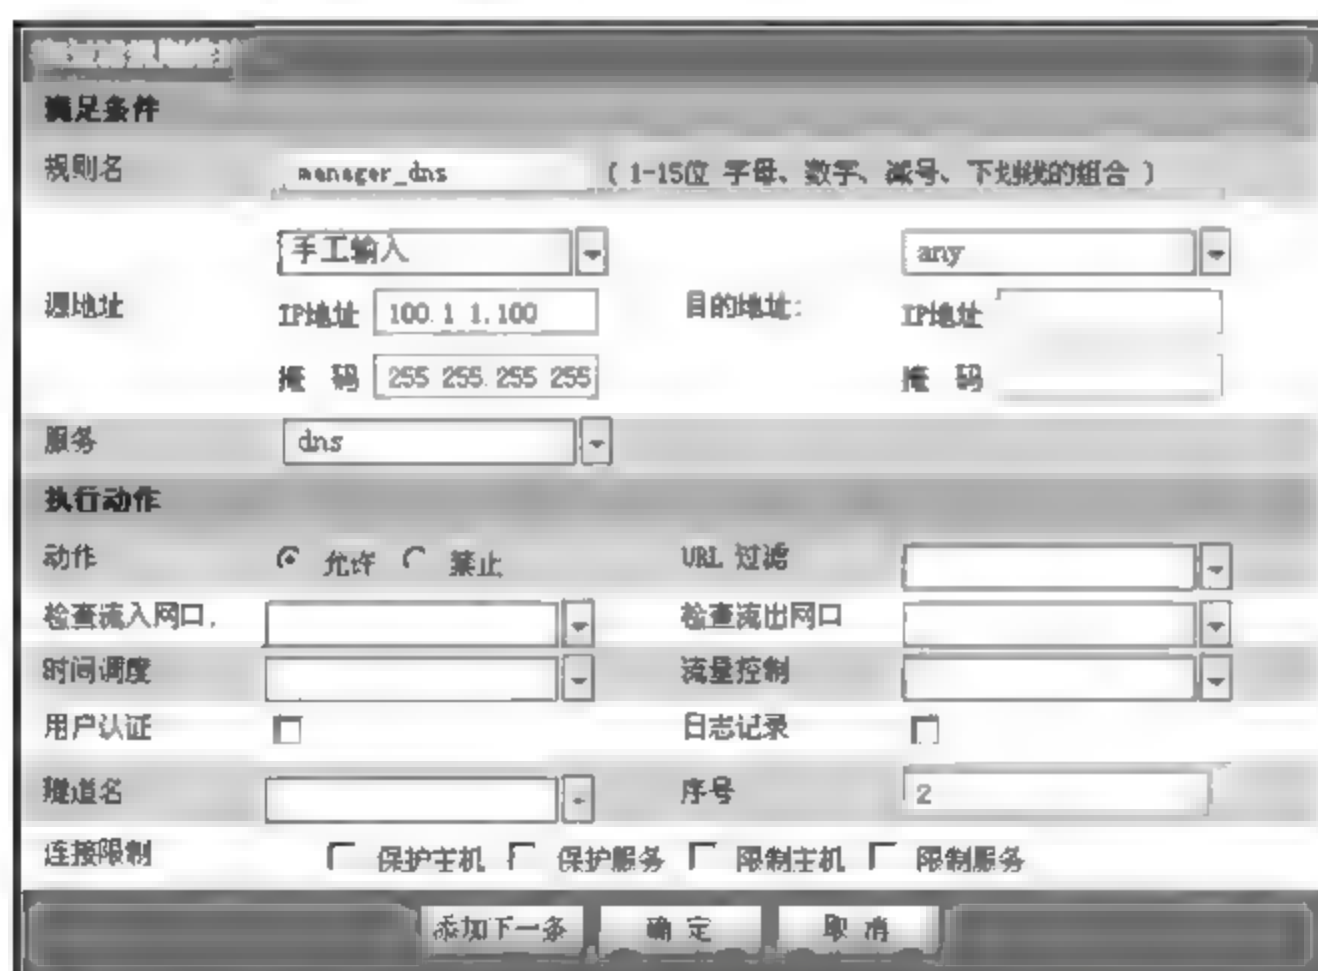 满足条件
规则名 manager_dns （1-15位 字母、数字、减号、下划线的组合）
手工输入 any
源地址 IP地址 100.1.1.100 目的地址: IP地址
掩 码 255.255.255.255 掩 码
服务 dns
执行动作
动作 允许 禁止 URL 过滤
检查流入网口. 检查流出网口
时间调度 流量控制
用户认证 日志记录
隧道名 序号 2
连接限制 保护主机 保护服务 限制主机 限制服务
添加下一条 确 定 取 消